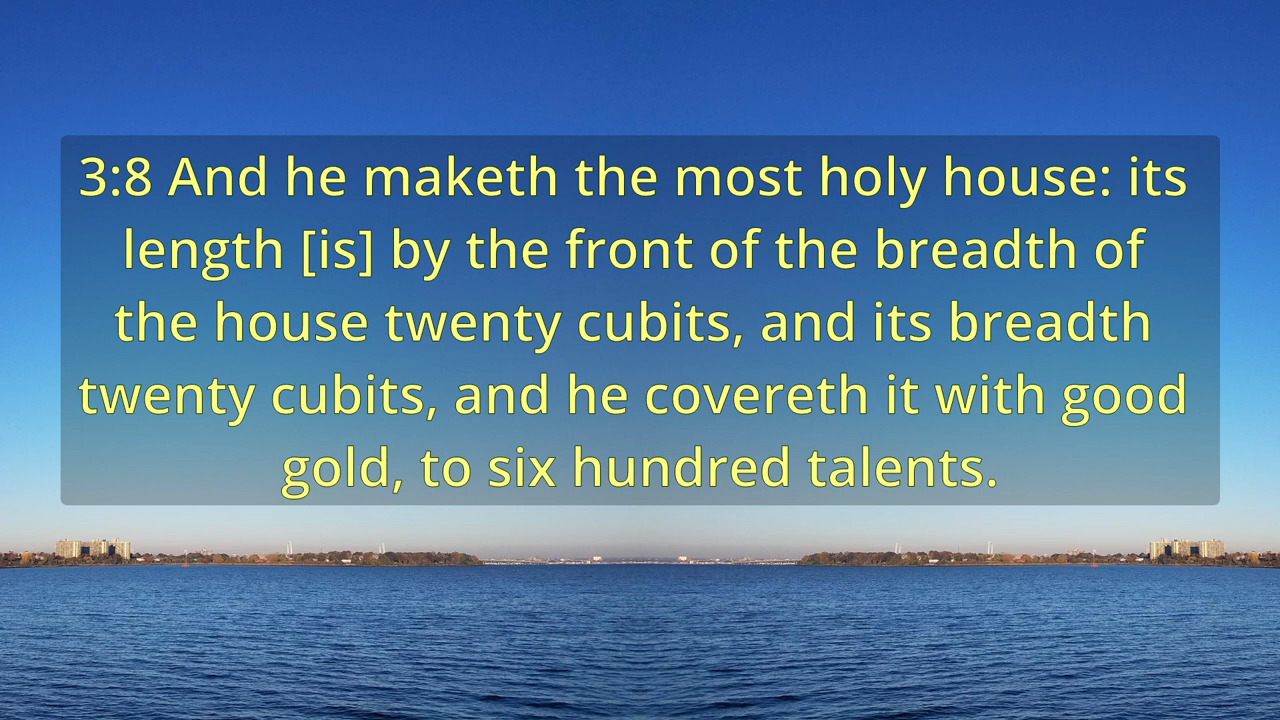 3:8 And he maketh the most holy house: its
length [is] by the front of the breadth of
the house twenty cubits, and its breadth
twenty cubits, and he covereth it with good
gold, to six hundred talents.